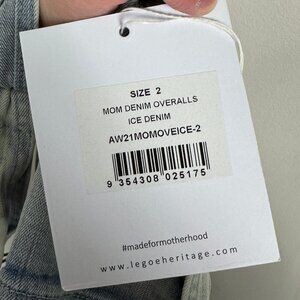 SIZE 2
MOM DENIM OVERALLS
ICE DENIM
AW21MOMOVEICE-2
9 354308 025175
#madeformotherhood
www.legoeheritage.com